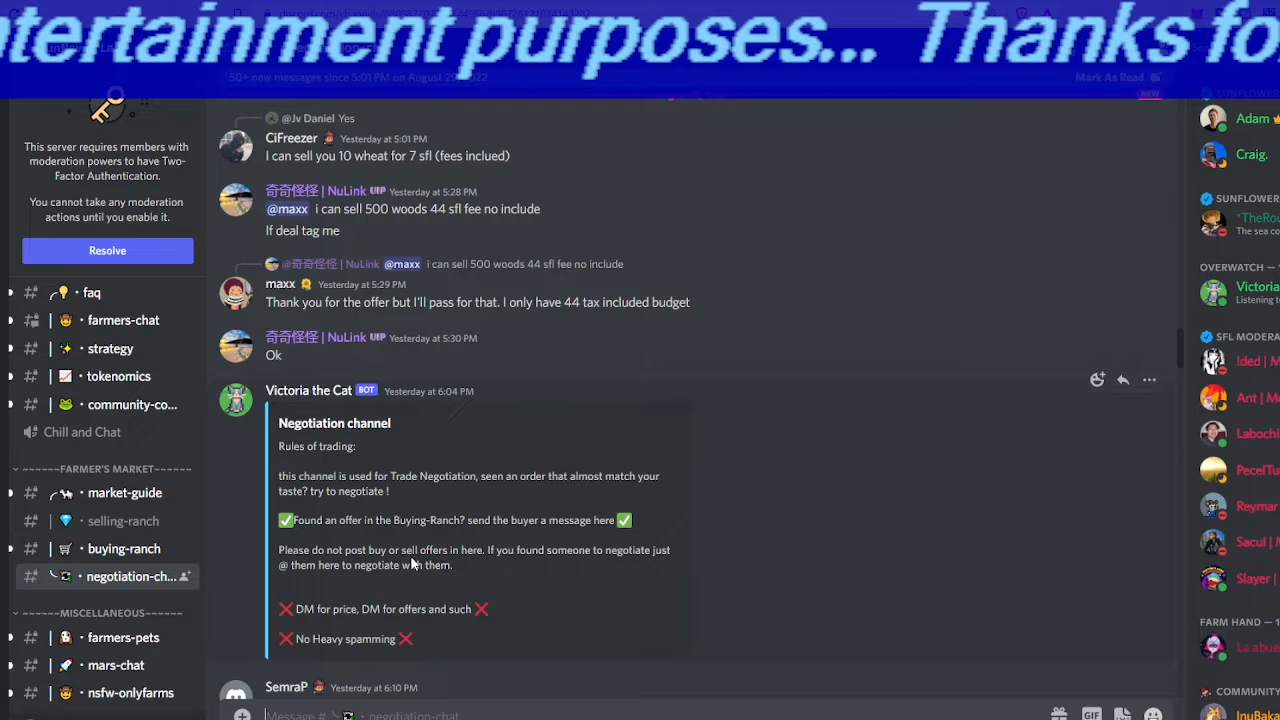 ntertainment purposes... Thanks fo
50+ new messages since 5:01 PM on August 29, 2022
Mark As Read
NEW
This server requires members with
moderation powers to have Two-
Factor Authentication.
You cannot take any moderation
actions until you enable it.
Resolve
faq
farmers-chat
strategy
tokenomics
community-co...
Chill and Chat
~~~~~~FARMER'S MARKET~~~~~~
market-guide
selling-ranch
buying-ranch
negotiation-ch...
~~~~~~MISCELLANEOUS~~~~~~
farmers-pets
mars-chat
nsfw-onlyfarms
@Jv Daniel Yes
CiFreezer Yesterday at 5:01 PM
I can sell you 10 wheat for 7 sfl (fees inclued)
奇奇怪怪 | NuLink VIP Yesterday at 5:28 PM
@maxx i can sell 500 woods 44 sfl fee no include
If deal tag me
@奇奇怪怪 | NuLink @maxx i can sell 500 woods 44 sfl fee no include
maxx Yesterday at 5:29 PM
Thank you for the offer but I'll pass for that. I only have 44 tax included budget
奇奇怪怪 | NuLink VIP Yesterday at 5:30 PM
Ok
Victoria the Cat BOT Yesterday at 6:04 PM
Negotiation channel
Rules of trading:
this channel is used for Trade Negotiation, seen an order that almost match your
taste? try to negotiate !
✅Found an offer in the Buying-Ranch? send the buyer a message here ✅
Please do not post buy or sell offers in here. If you found someone to negotiate just
@ them here to negotiate with them.
❌ DM for price, DM for offers and such ❌
❌ No Heavy spamming ❌
SemraP Yesterday at 6:10 PM
Message # negotiation-chat
GIF
SUNFLOWER
Adam
Craig.
SUNFLOWER
"TheRou
The sea co
OVERWATCH — 1
Victoria
Listening t
SFL MODERA
!ded | M
Ant | Mo
Labochi
PecelTu
Reymar
Sacul | M
Slayer |
FARM HAND — 1
La abue
COMMUNITY
InuBaka